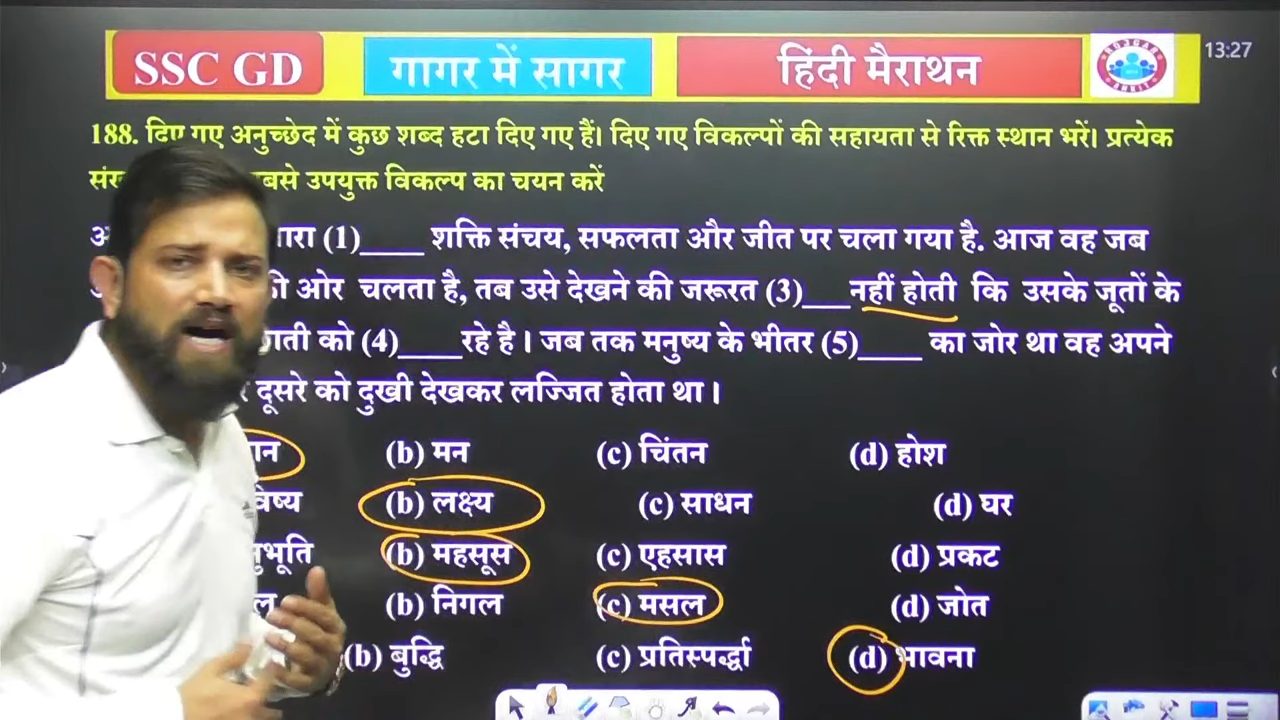 SSC GD
गागर में सागर
हिंदी मैराथन
13:27
188. दिए गए अनुच्छेद में कुछ शब्द हटा दिए गए हैं। दिए गए विकल्पों की सहायता से रिक्त स्थान भरें। प्रत्येक
उपयुक्त विकल्प का चयन करें
(1)____ शक्ति संचय, सफलता और जीत पर चला गया है. आज वह जब
ओर चलता है, तब उसे देखने की जरूरत (3)___नहीं होती कि उसके जूतों के
को (4)____रहे है। जब तक मनुष्य के भीतर (5)____ का जोर था वह अपने
दूसरे को दुखी देखकर लज्जित होता था।
(b) मन (c) चिंतन (d) होश
(b) लक्ष्य (c) साधन (d) घर
(b) महसूस (c) एहसास (d) प्रकट
(b) निगल (c) मसल (d) जोत
(b) बुद्धि (c) प्रतिस्पर्द्धा (d) भावना